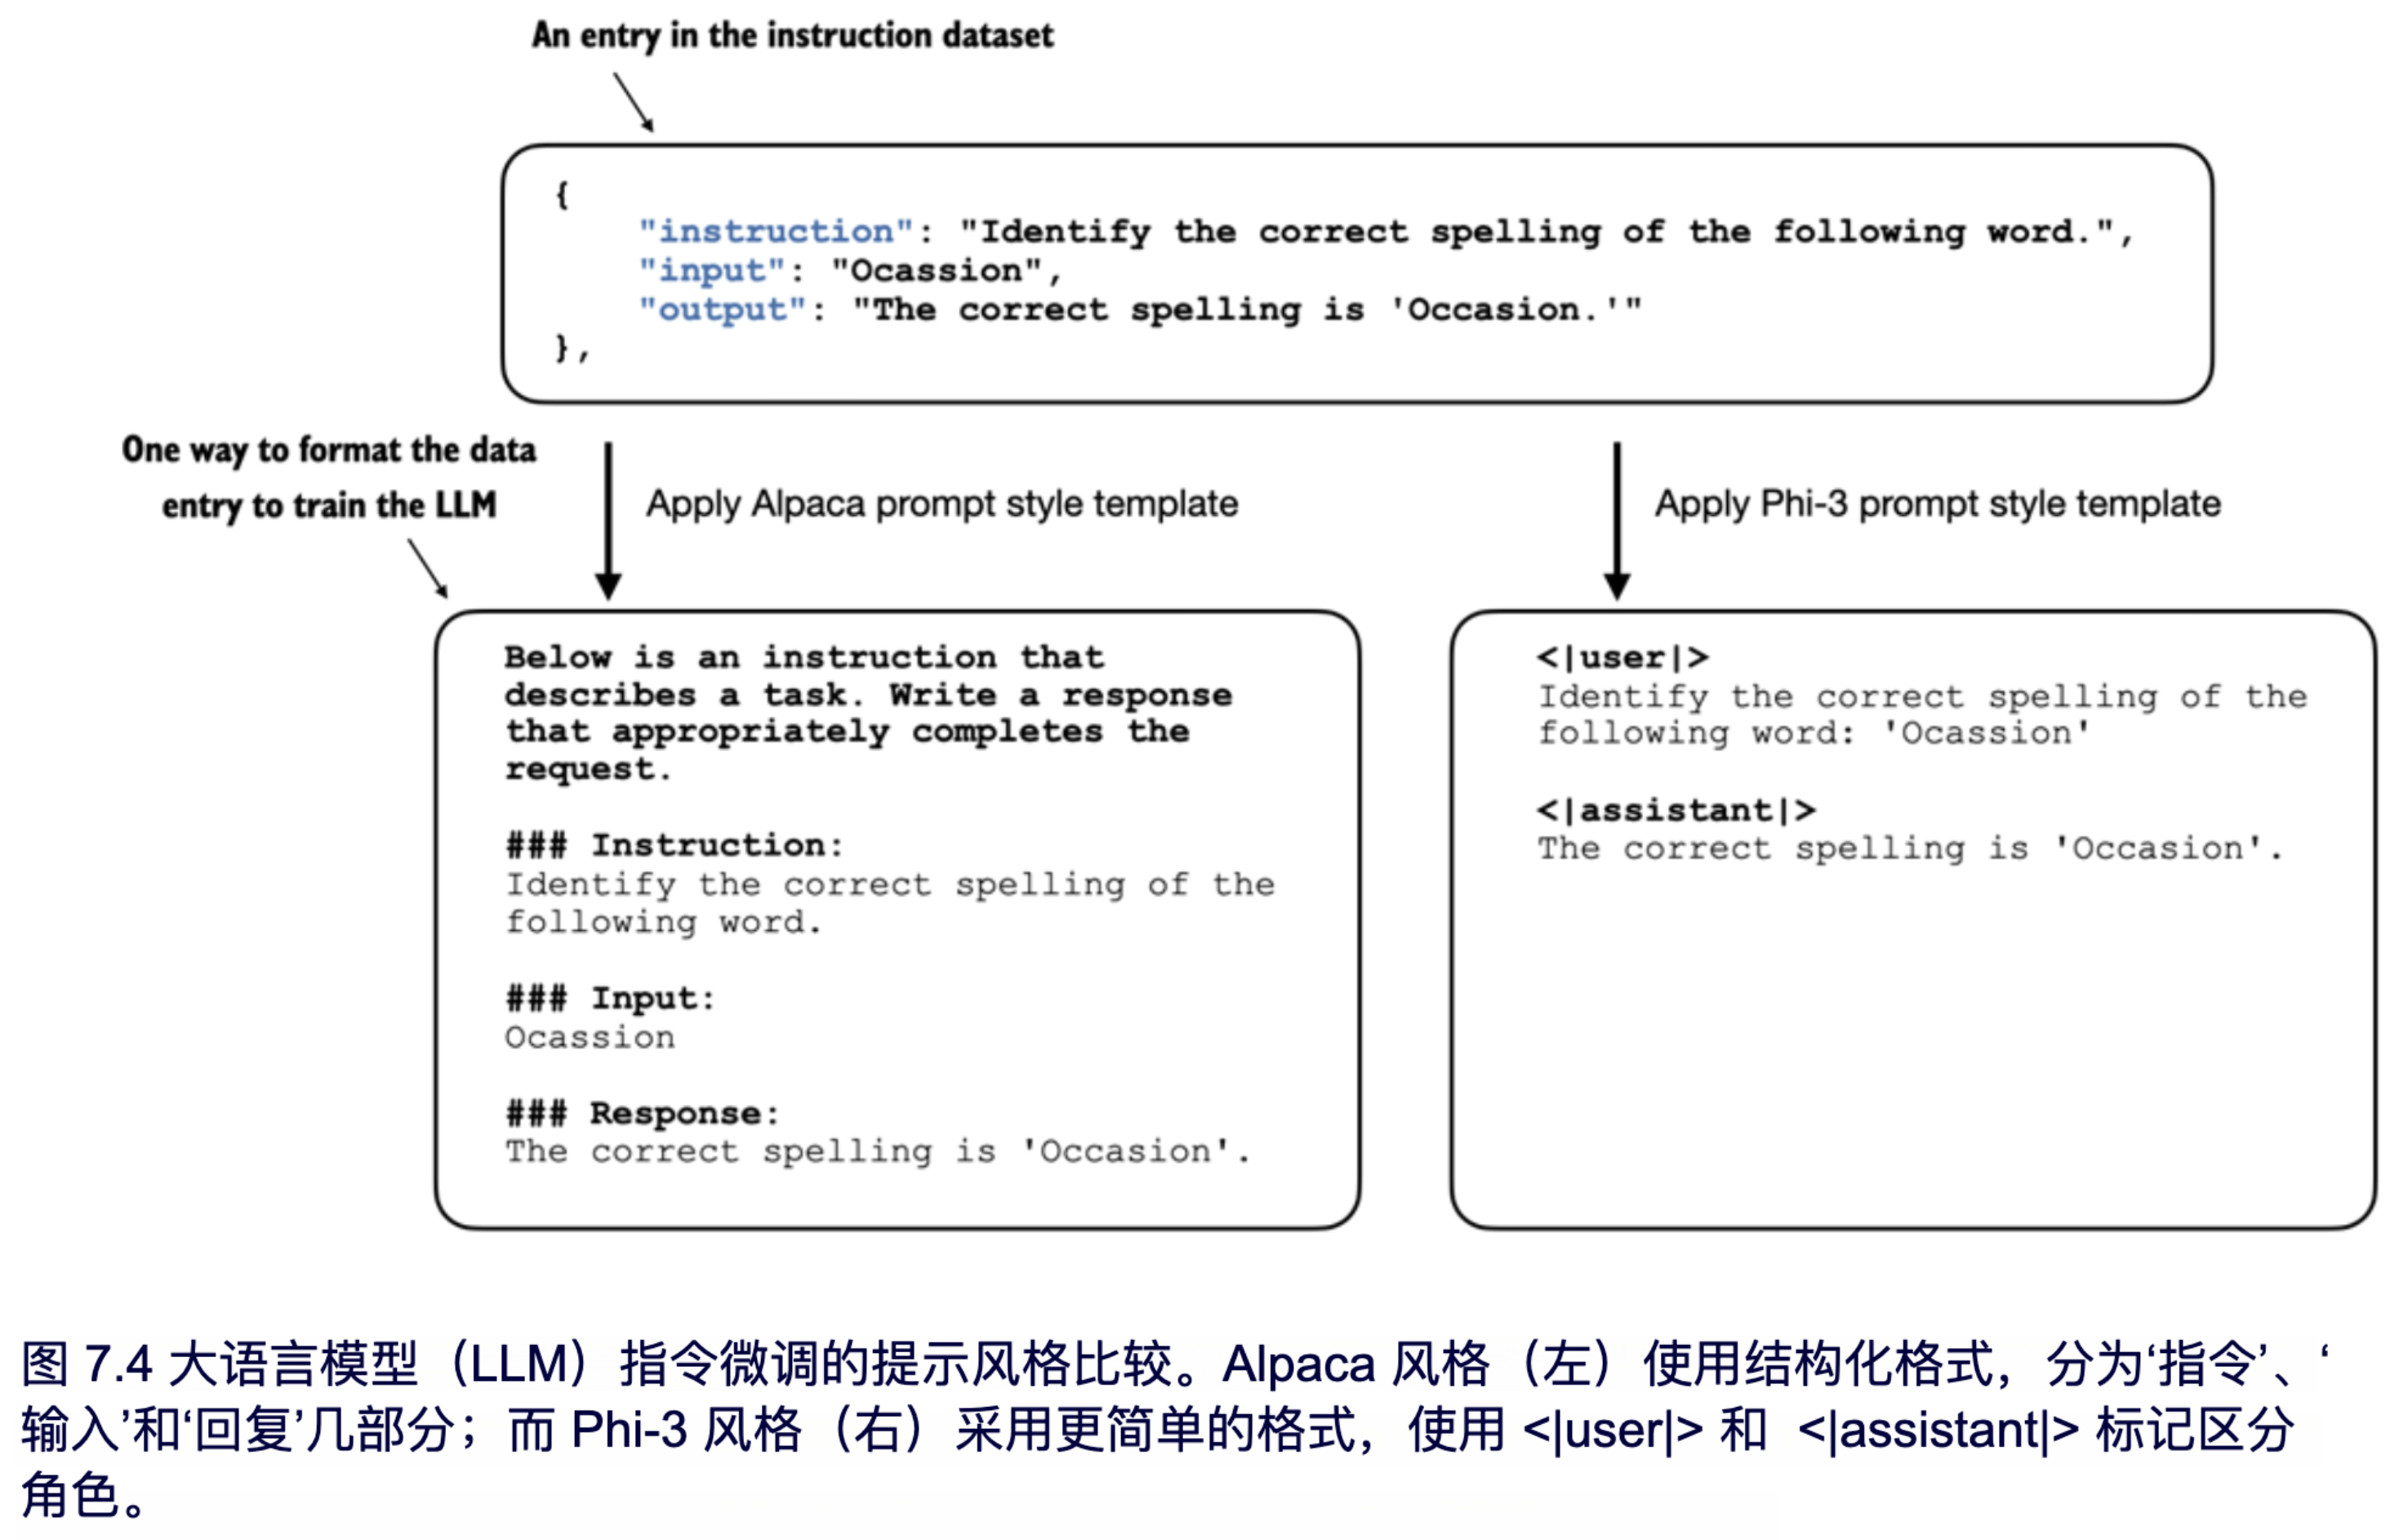 An entry in the instruction dataset
{
"instruction": "Identify the correct spelling of the following word.",
"input": "Ocassion",
"output": "The correct spelling is 'Occasion.'"
},
One way to format the data
entry to train the LLM
Apply Alpaca prompt style template
Apply Phi-3 prompt style template
Below is an instruction that
describes a task. Write a response
that appropriately completes the
request.
### Instruction:
Identify the correct spelling of the
following word.
### Input:
Ocassion
### Response:
The correct spelling is 'Occasion'.
<|user|>
Identify the correct spelling of the
following word: 'Ocassion'
<|assistant|>
The correct spelling is 'Occasion'.
图 7.4 大语言模型（LLM）指令微调的提示风格比较。Alpaca 风格（左）使用结构化格式，分为‘指令’、‘
输入’和‘回复’几部分；而 Phi-3 风格（右）采用更简单的格式，使用 <|user|> 和 <|assistant|> 标记区分
角色。